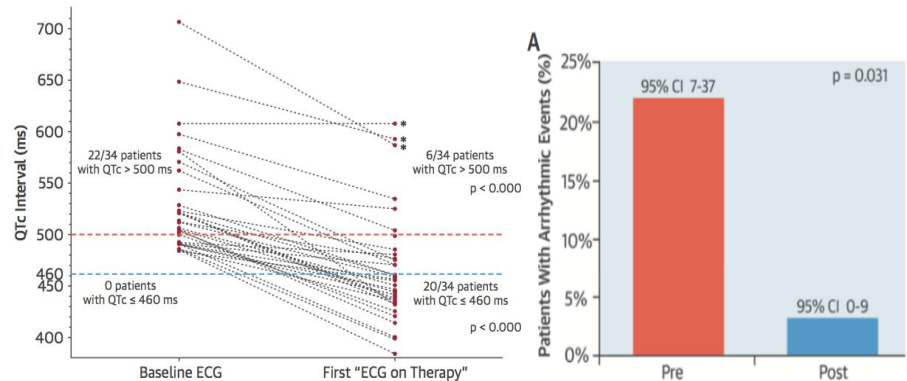 700
650
600
550
500
460
450
400
QTc Interval (ms)
22/34 patients
with QTc > 500 ms
0 patients
with QTc ≤ 460 ms
*
*
*
6/34 patients
with QTc > 500 ms
p < 0.000
20/34 patients
with QTc ≤ 460 ms
p < 0.000
Baseline ECG
First “ECG on Therapy”
A
Patients With Arrhythmic Events (%)
25%
20%
15%
10%
5%
0%
p = 0.031
95% CI 7-37
95% CI 0-9
Pre
Post